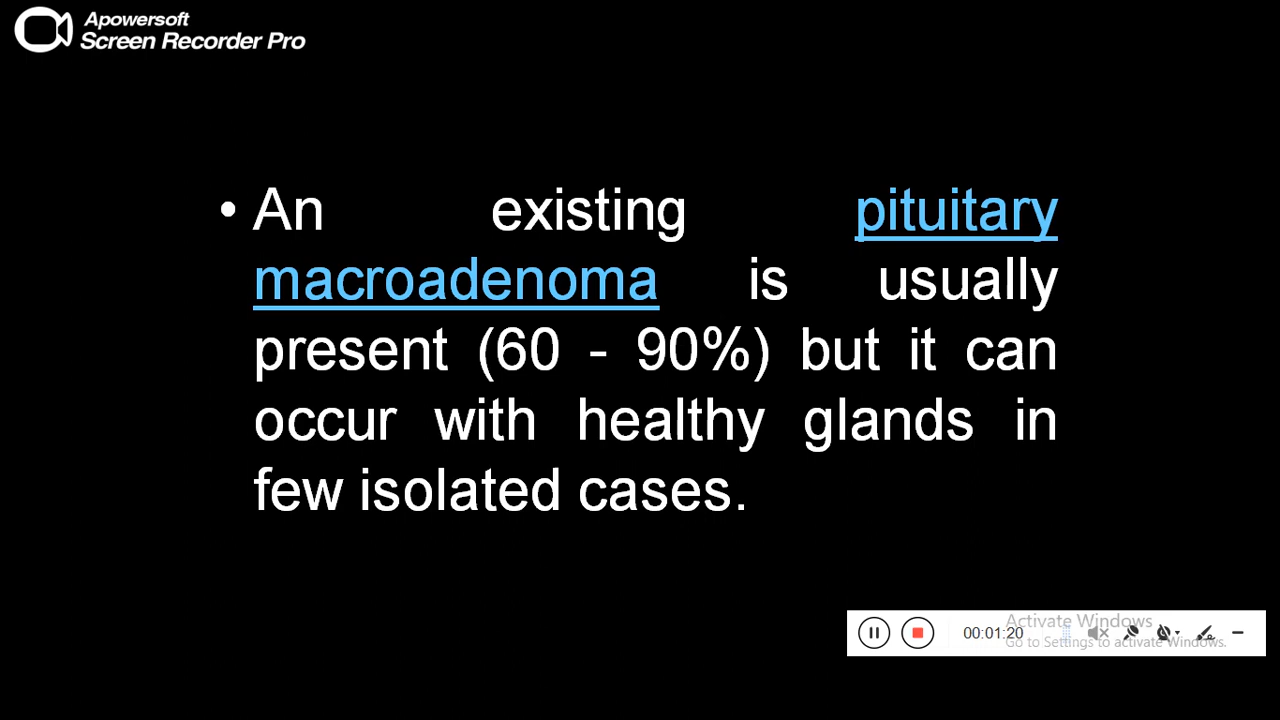 Apowersoft
Screen Recorder Pro
• An existing pituitary
macroadenoma is usually
present (60 - 90%) but it can
occur with healthy glands in
few isolated cases.
Activate Windows
00:01:20
Go to Settings to activate Windows.